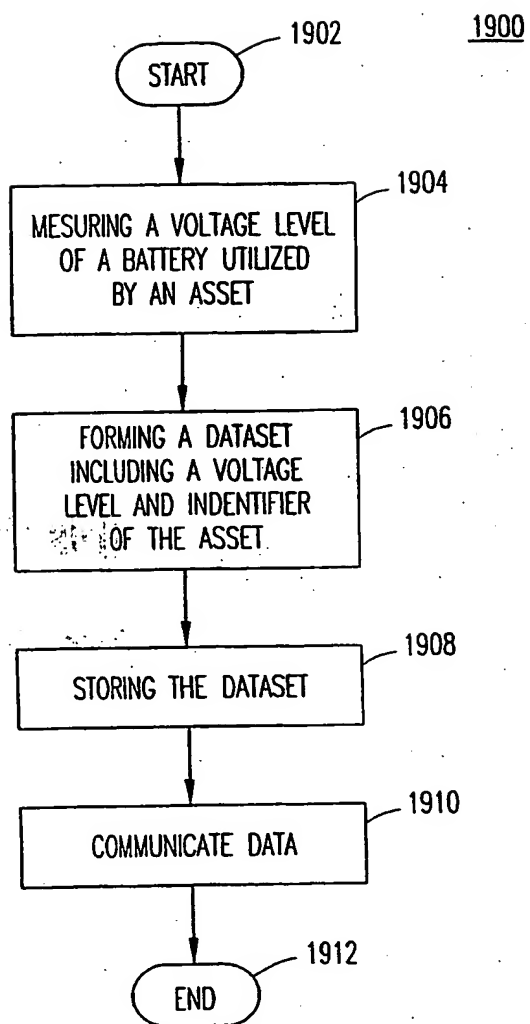 1902
1900
START
1904
MESURING A VOLTAGE LEVEL
OF A BATTERY UTILIZED
BY AN ASSET
1906
FORMING A DATASET
INCLUDING A VOLTAGE
LEVEL AND INDENTIFIER
OF THE ASSET
1908
STORING THE DATASET
1910
COMMUNICATE DATA
1912
END